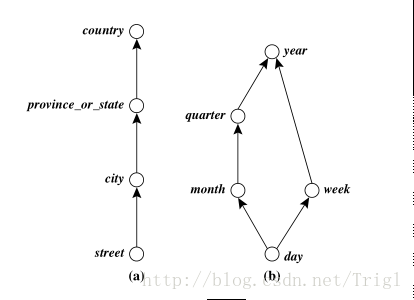 country
year
province_or_state
quarter
city
month
week
street
day
(a)
(b)
http://blog.csdn.net/Trigl